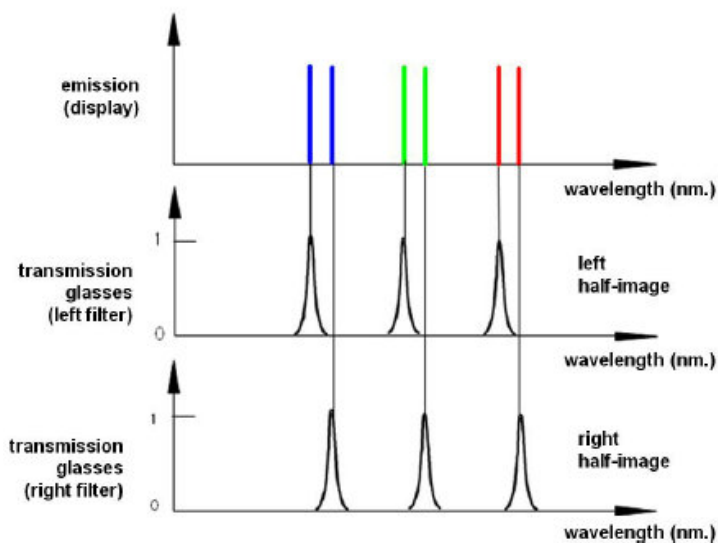 emission
(display)
wavelength (nm.)
1
transmission
glasses
(left filter)
0
left
half-image
wavelength (nm.)
1
transmission
glasses
(right filter)
0
right
half-image
wavelength (nm.)